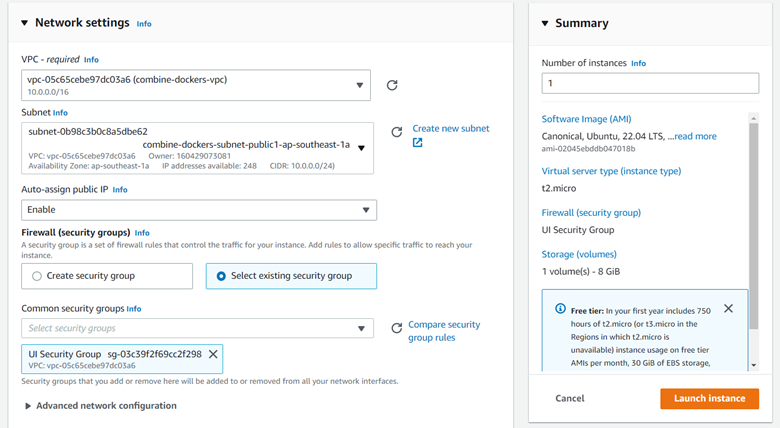 Network settings Info
VPC - required Info
vpc-05c65cebe97dc03a6 (combine-dockers-vpc)
10.0.0.0/16
Subnet Info
subnet-0b98c3b0c8a5dbe62
combine-dockers-subnet-public1-ap-southeast-1a
VPC: vpc-05c65cebe97dc03a6 Owner: 160429073081
Availability Zone: ap-southeast-1a IP addresses available: 248 CIDR: 10.0.0.0/24)
Create new subnet
Auto-assign public IP Info
Enable
Firewall (security groups) Info
A security group is a set of firewall rules that control the traffic for your instance. Add rules to allow specific traffic to reach your
instance.
Create security group
Select existing security group
Common security groups Info
Select security groups
Compare security
group rules
UI Security Group sg-03c39f2f69cc2f298
VPC: vpc-05c65cebe97dc03a6
Security groups that you add or remove here will be added to or removed from all your network interfaces.
Advanced network configuration
Summary
Number of instances Info
1
Software Image (AMI)
Canonical, Ubuntu, 22.04 LTS, ...read more
ami-02045ebddb047018b
Virtual server type (instance type)
t2.micro
Firewall (security group)
UI Security Group
Storage (volumes)
1 volume(s) - 8 GiB
Free tier: In your first year includes 750
hours of t2.micro (or t3.micro in the
Regions in which t2.micro is
unavailable) instance usage on free tier
AMIs per month, 30 GiB of EBS storage,
Cancel
Launch instance